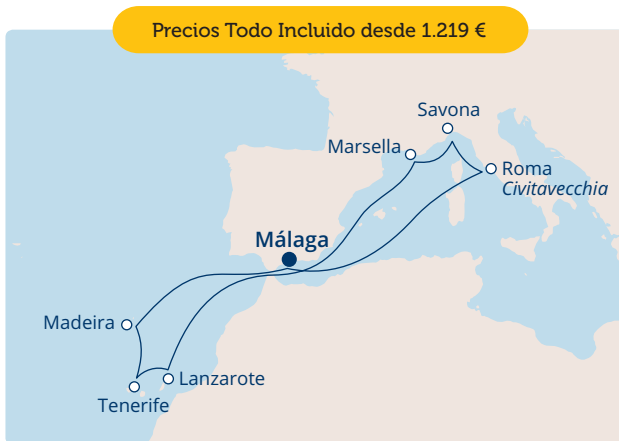 Precios Todo Incluido desde 1.219 €
Savona
Marsella
Roma
Civitavecchia
Málaga
Madeira
Lanzarote
Tenerife